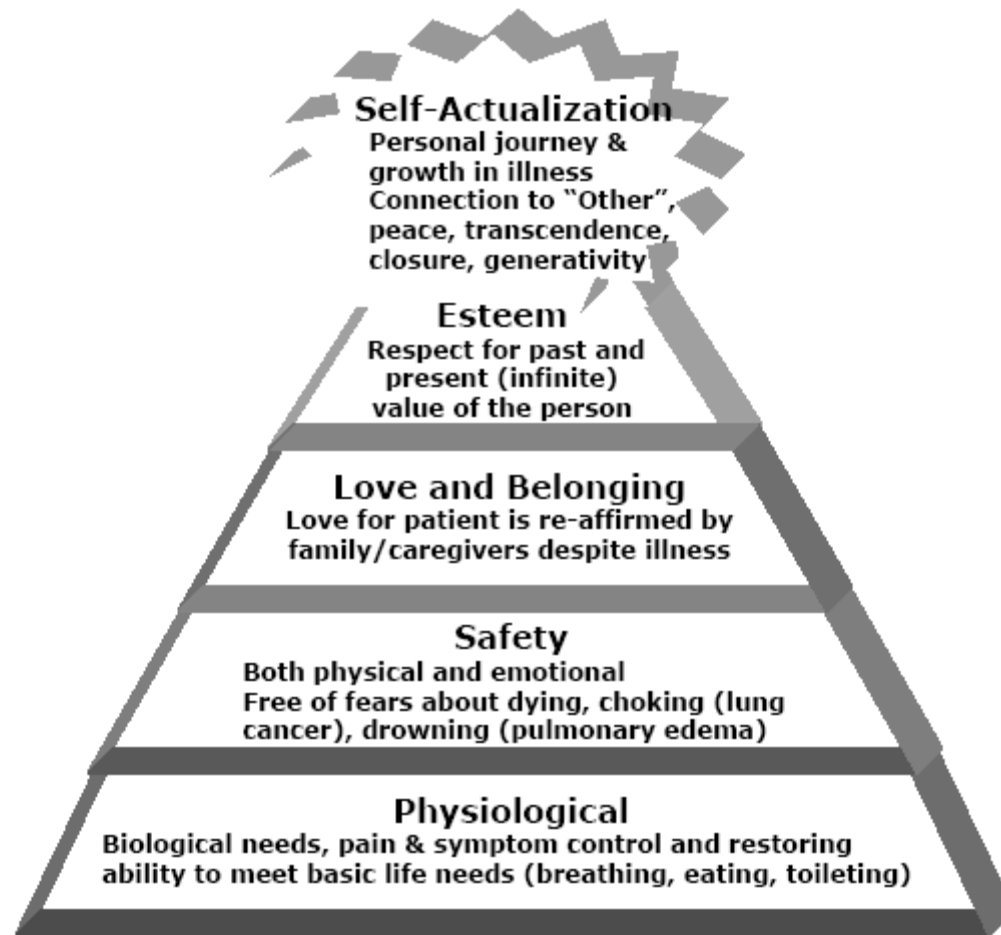 Self-Actualization
Personal journey &
growth in illness
Connection to “Other”,
peace, transcendence,
closure, generativity
Esteem
Respect for past and
present (infinite)
value of the person
Love and Belonging
Love for patient is re-affirmed by
family/caregivers despite illness
Safety
Both physical and emotional
Free of fears about dying, choking (lung
cancer), drowning (pulmonary edema)
Physiological
Biological needs, pain & symptom control and restoring
ability to meet basic life needs (breathing, eating, toileting)